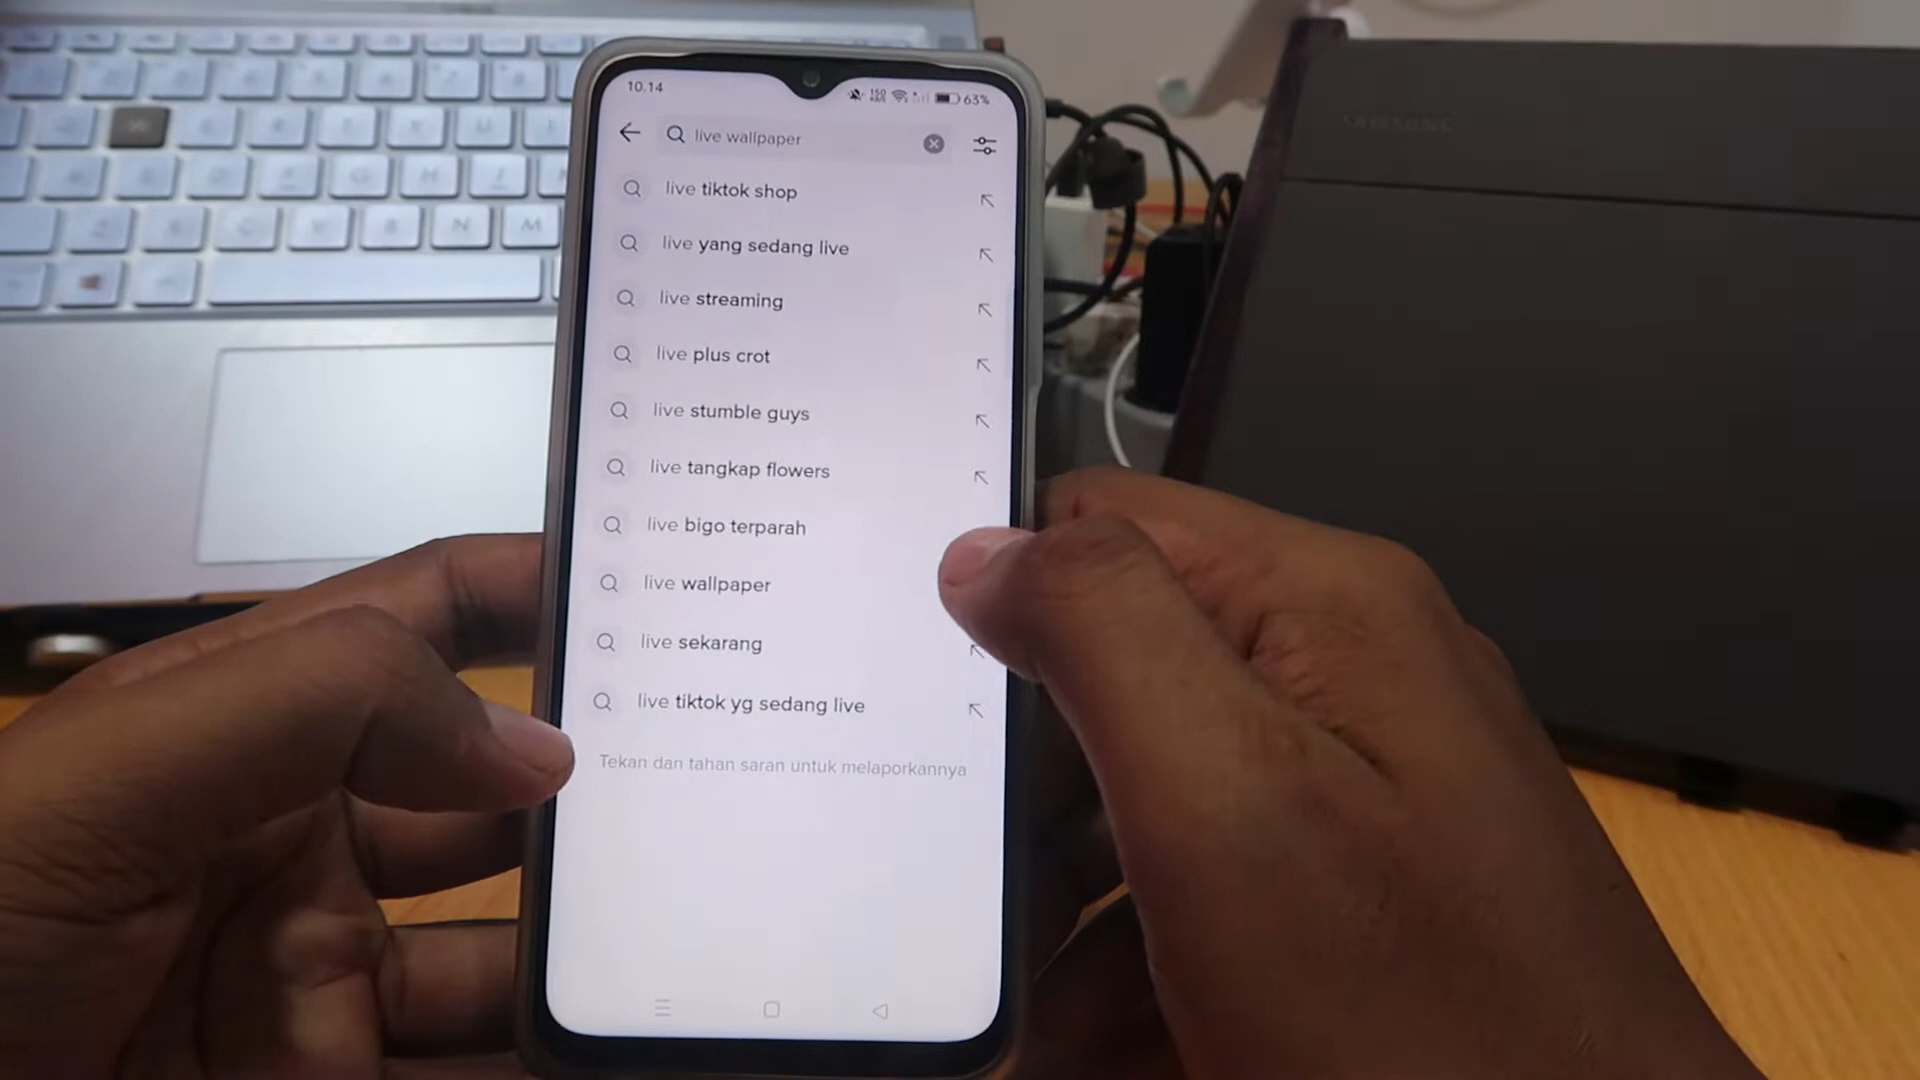 10.14
150
63%
live wallpaper
live tiktok shop
live yang sedang live
live streaming
live plus crot
live stumble guys
live tangkap flowers
live bigo terparah
live wallpaper
live sekarang
live tiktok yg sedang live
Tekan dan tahan saran untuk melaporkannya
SAMSUNG
N
M